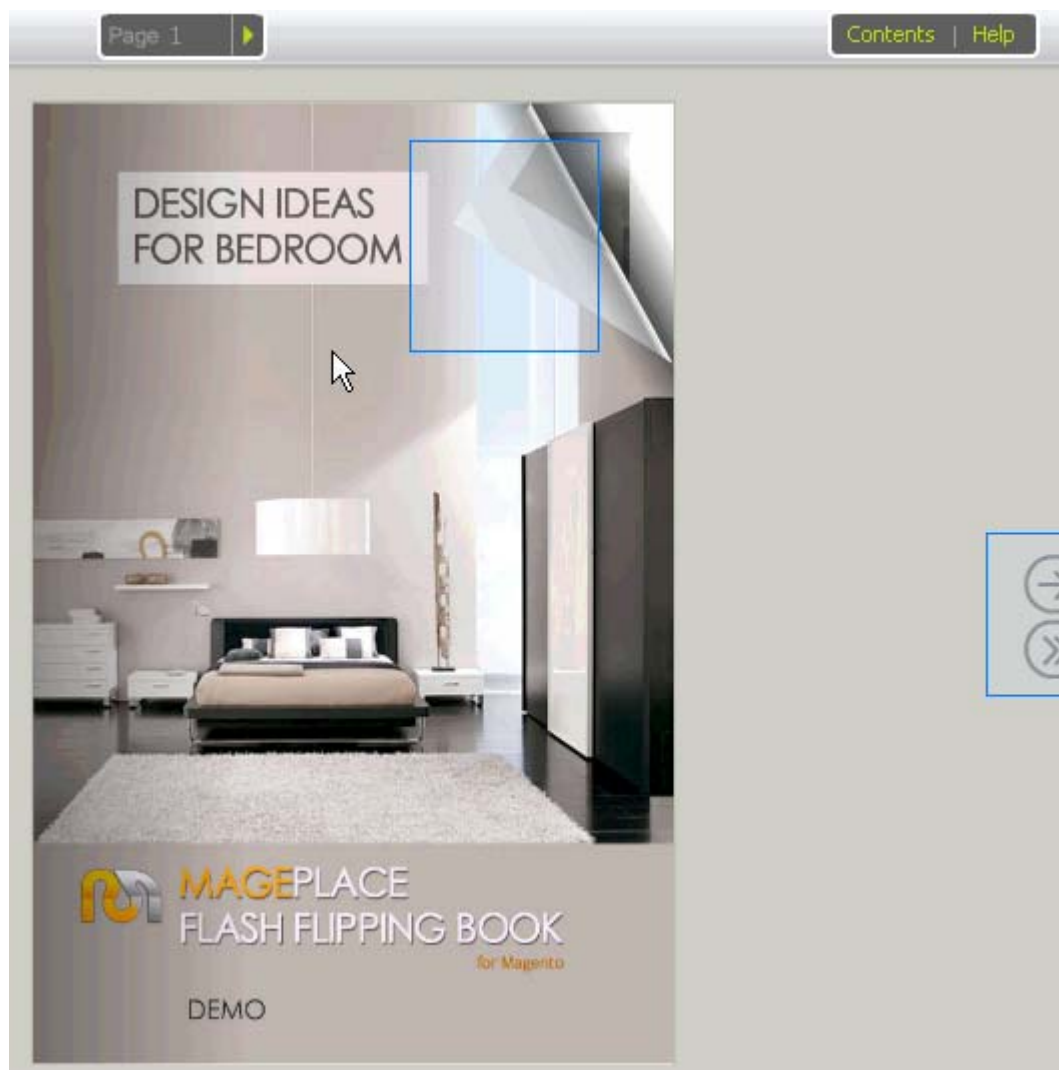 Page 1
Contents | Help
DESIGN IDEAS
FOR BEDROOM
MAGEPLACE
FLASH FLIPPING BOOK
for Magento
DEMO